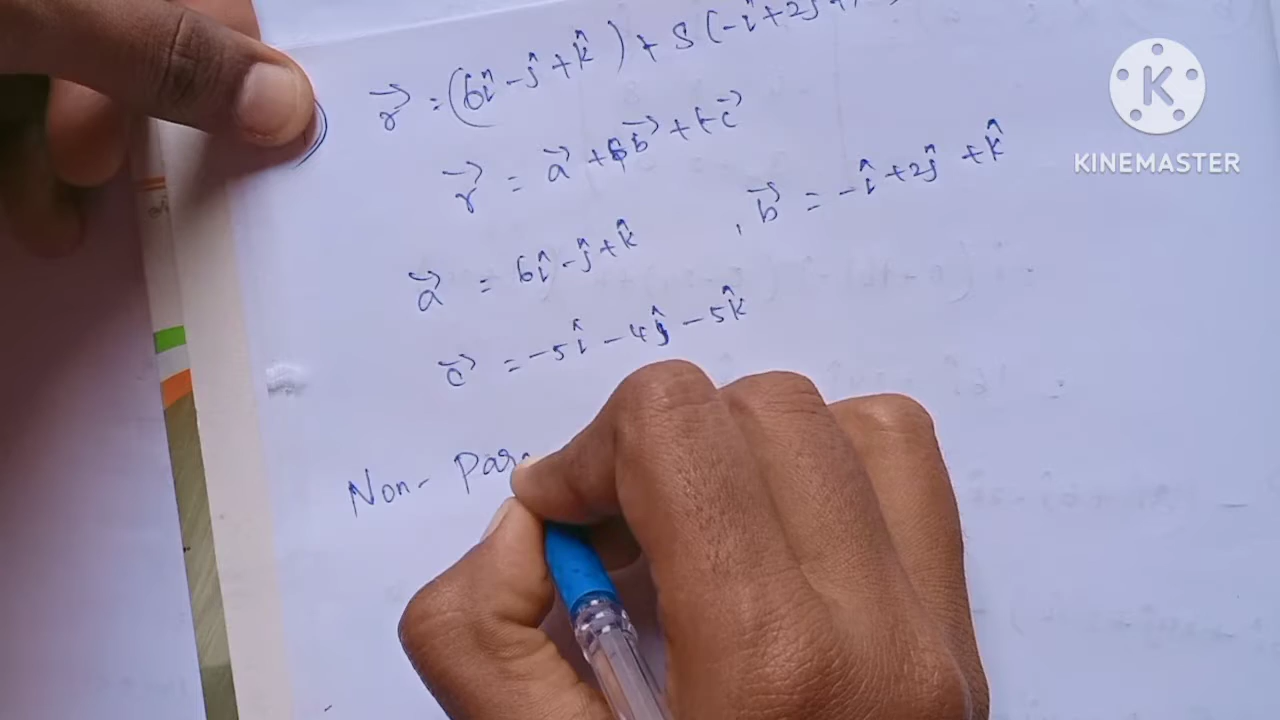 r⃗ = (6î - ĵ + k̂) + s(-î + 2ĵ +
r⃗ = a⃗ + sb⃗ + tc⃗
a⃗ = 6î - ĵ + k̂ , b⃗ = -î + 2ĵ + k̂
c⃗ = -5î - 4ĵ - 5k̂
Non- Par
K
KINEMASTER